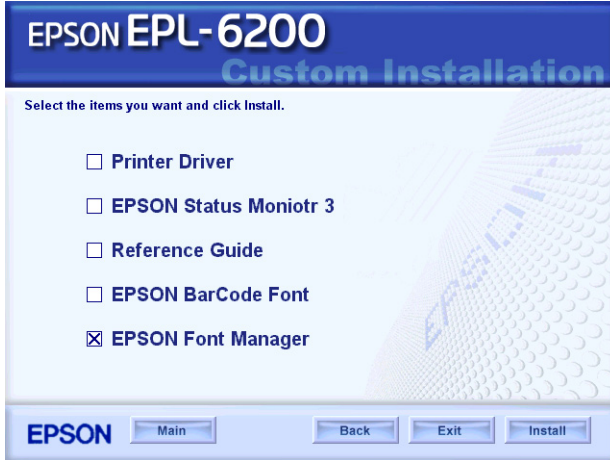 EPSON EPL-6200
Custom Installation
Select the items you want and click Install.
Printer Driver
EPSON Status Moniotr 3
Reference Guide
EPSON BarCode Font
EPSON Font Manager
EPSON
EPSON Main Back Exit Install